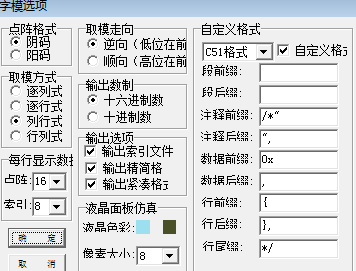 字模选项
点阵格式
阴码
阳码
取模方式
逐列式
逐行式
列行式
行列式
每行显示数据
点阵: 16
索引: 8
确 定
取 消
取模走向
逆向（低位在前
顺向（高位在前
输出数制
十六进制数
十进制数
输出选项
输出索引文件
输出精简格
输出紧凑格式
液晶面板仿真
液晶色彩:
像素大小: 8
自定义格式
C51格式
自定义格式
段前缀:
段后缀:
注释前缀: /*"
注释后缀: ",
数据前缀: 0x
数据后缀: ,
行前缀: {
行后缀: },
行尾缀: */